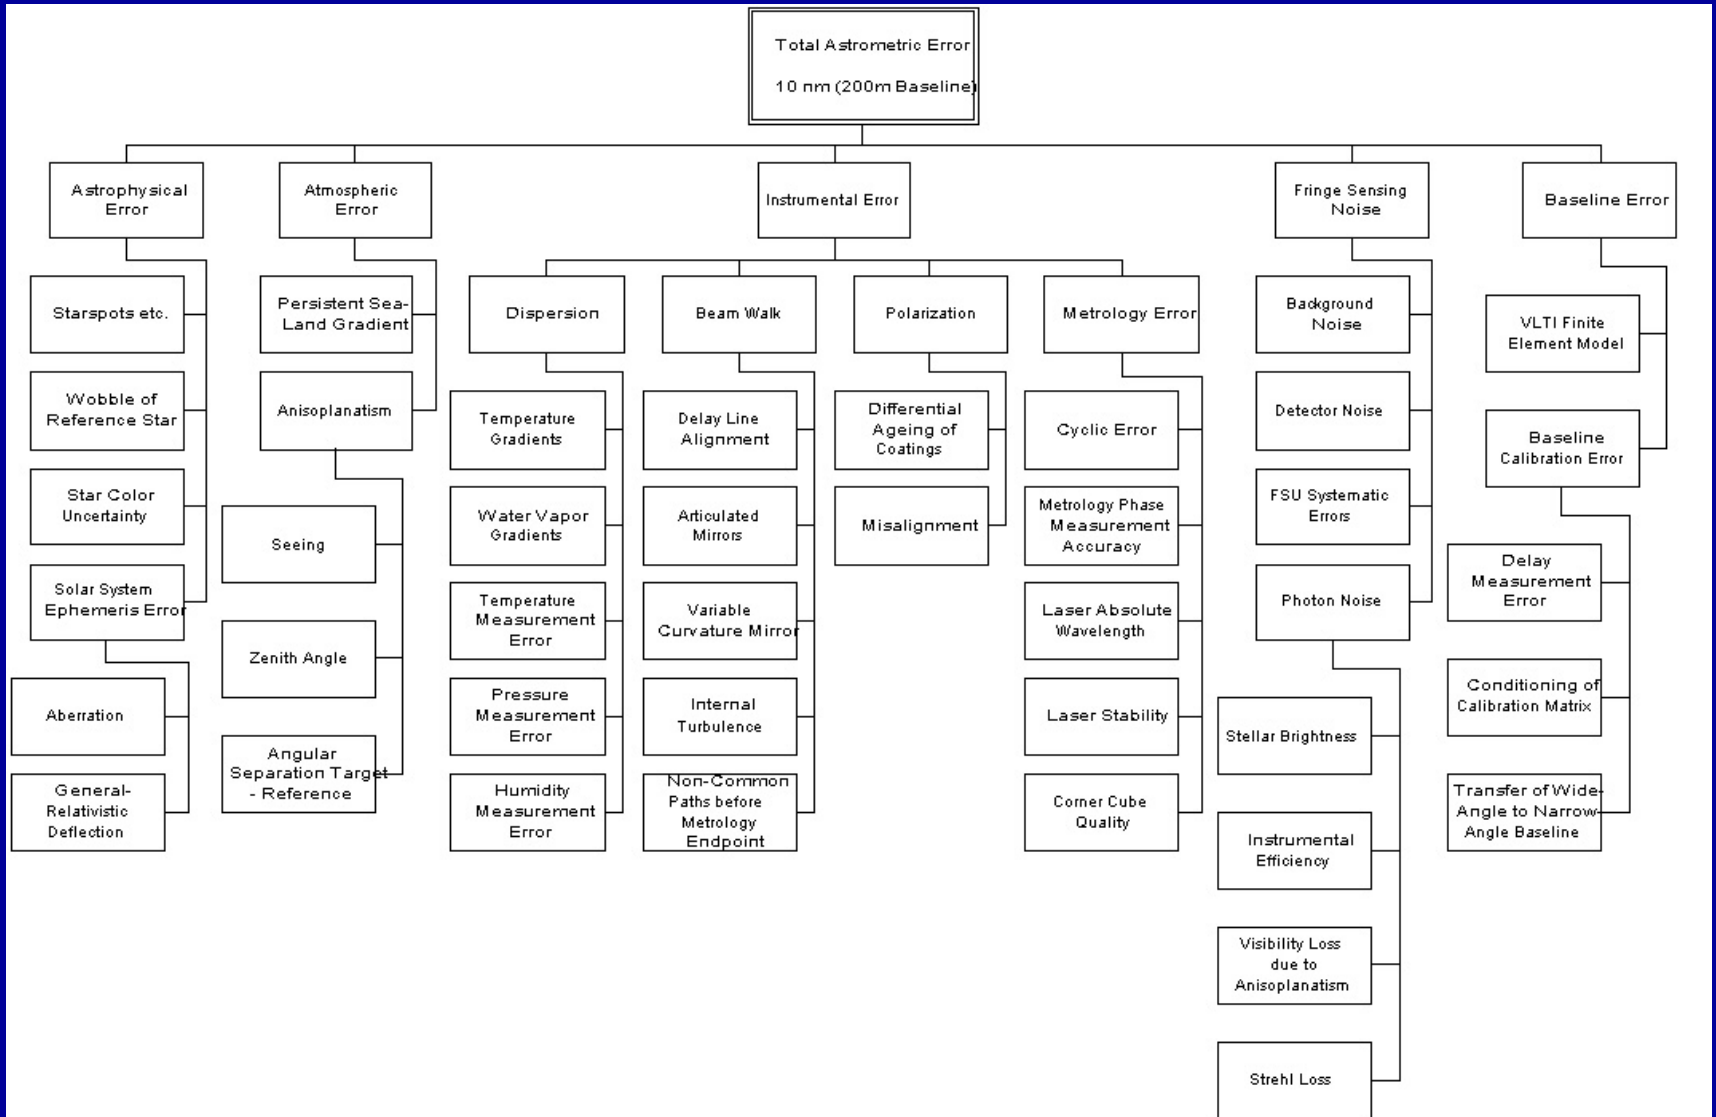 Total Astrometric Error
10 nm (200m Baseline)
Astrophysical
Error
Atmospheric
Error
Instrumental Error
Fringe Sensing
Noise
Baseline Error
Starspots etc.
Wobble of
Reference Star
Star Color
Uncertainty
Solar System
Ephemeris Error
Aberration
General-
Relativistic
Deflection
Persistent Sea-
Land Gradient
Anisoplanatism
Seeing
Zenith Angle
Angular
Separation Target
- Reference
Dispersion
Temperature
Gradients
Water Vapor
Gradients
Temperature
Measurement
Error
Pressure
Measurement
Error
Humidity
Measurement
Error
Beam Walk
Delay Line
Alignment
Articulated
Mirrors
Variable
Curvature Mirror
Internal
Turbulence
Non-Common
Paths before
Metrology
Endpoint
Polarization
Differential
Ageing of
Coatings
Misalignment
Metrology Error
Cyclic Error
Metrology Phase
Measurement
Accuracy
Laser Absolute
Wavelength
Laser Stability
Corner Cube
Quality
Background
Noise
Detector Noise
FSU Systematic
Errors
Photon Noise
Stellar Brightness
Instrumental
Efficiency
Visibility Loss
due to
Anisoplanatism
Strehl Loss
VLTI Finite
Element Model
Baseline
Calibration Error
Delay
Measurement
Error
Conditioning of
Calibration Matrix
Transfer of Wide-
Angle to Narrow-
Angle Baseline